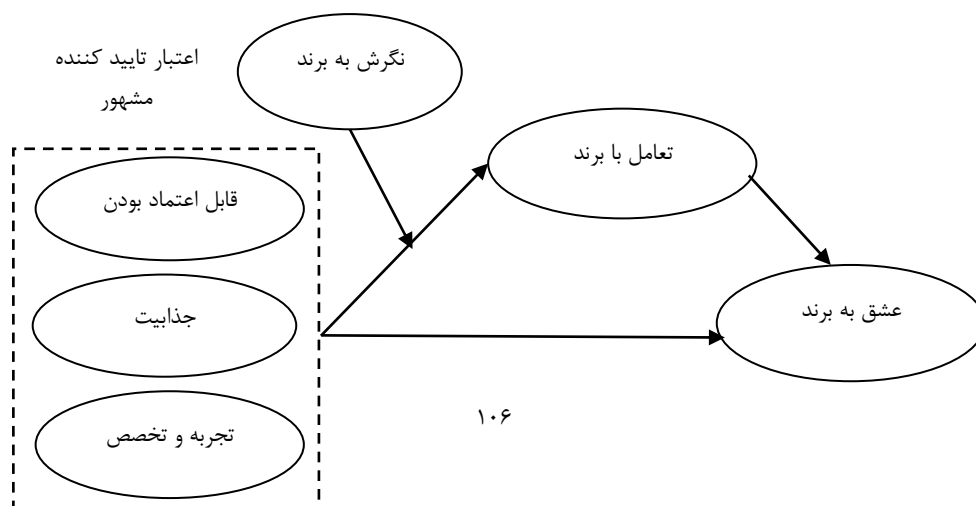 اعتبار تایید کننده
مشهور
نگرش به برند
تعامل با برند
قابل اعتماد بودن
جذابیت
عشق به برند
تجربه و تخصص
۱۰۶